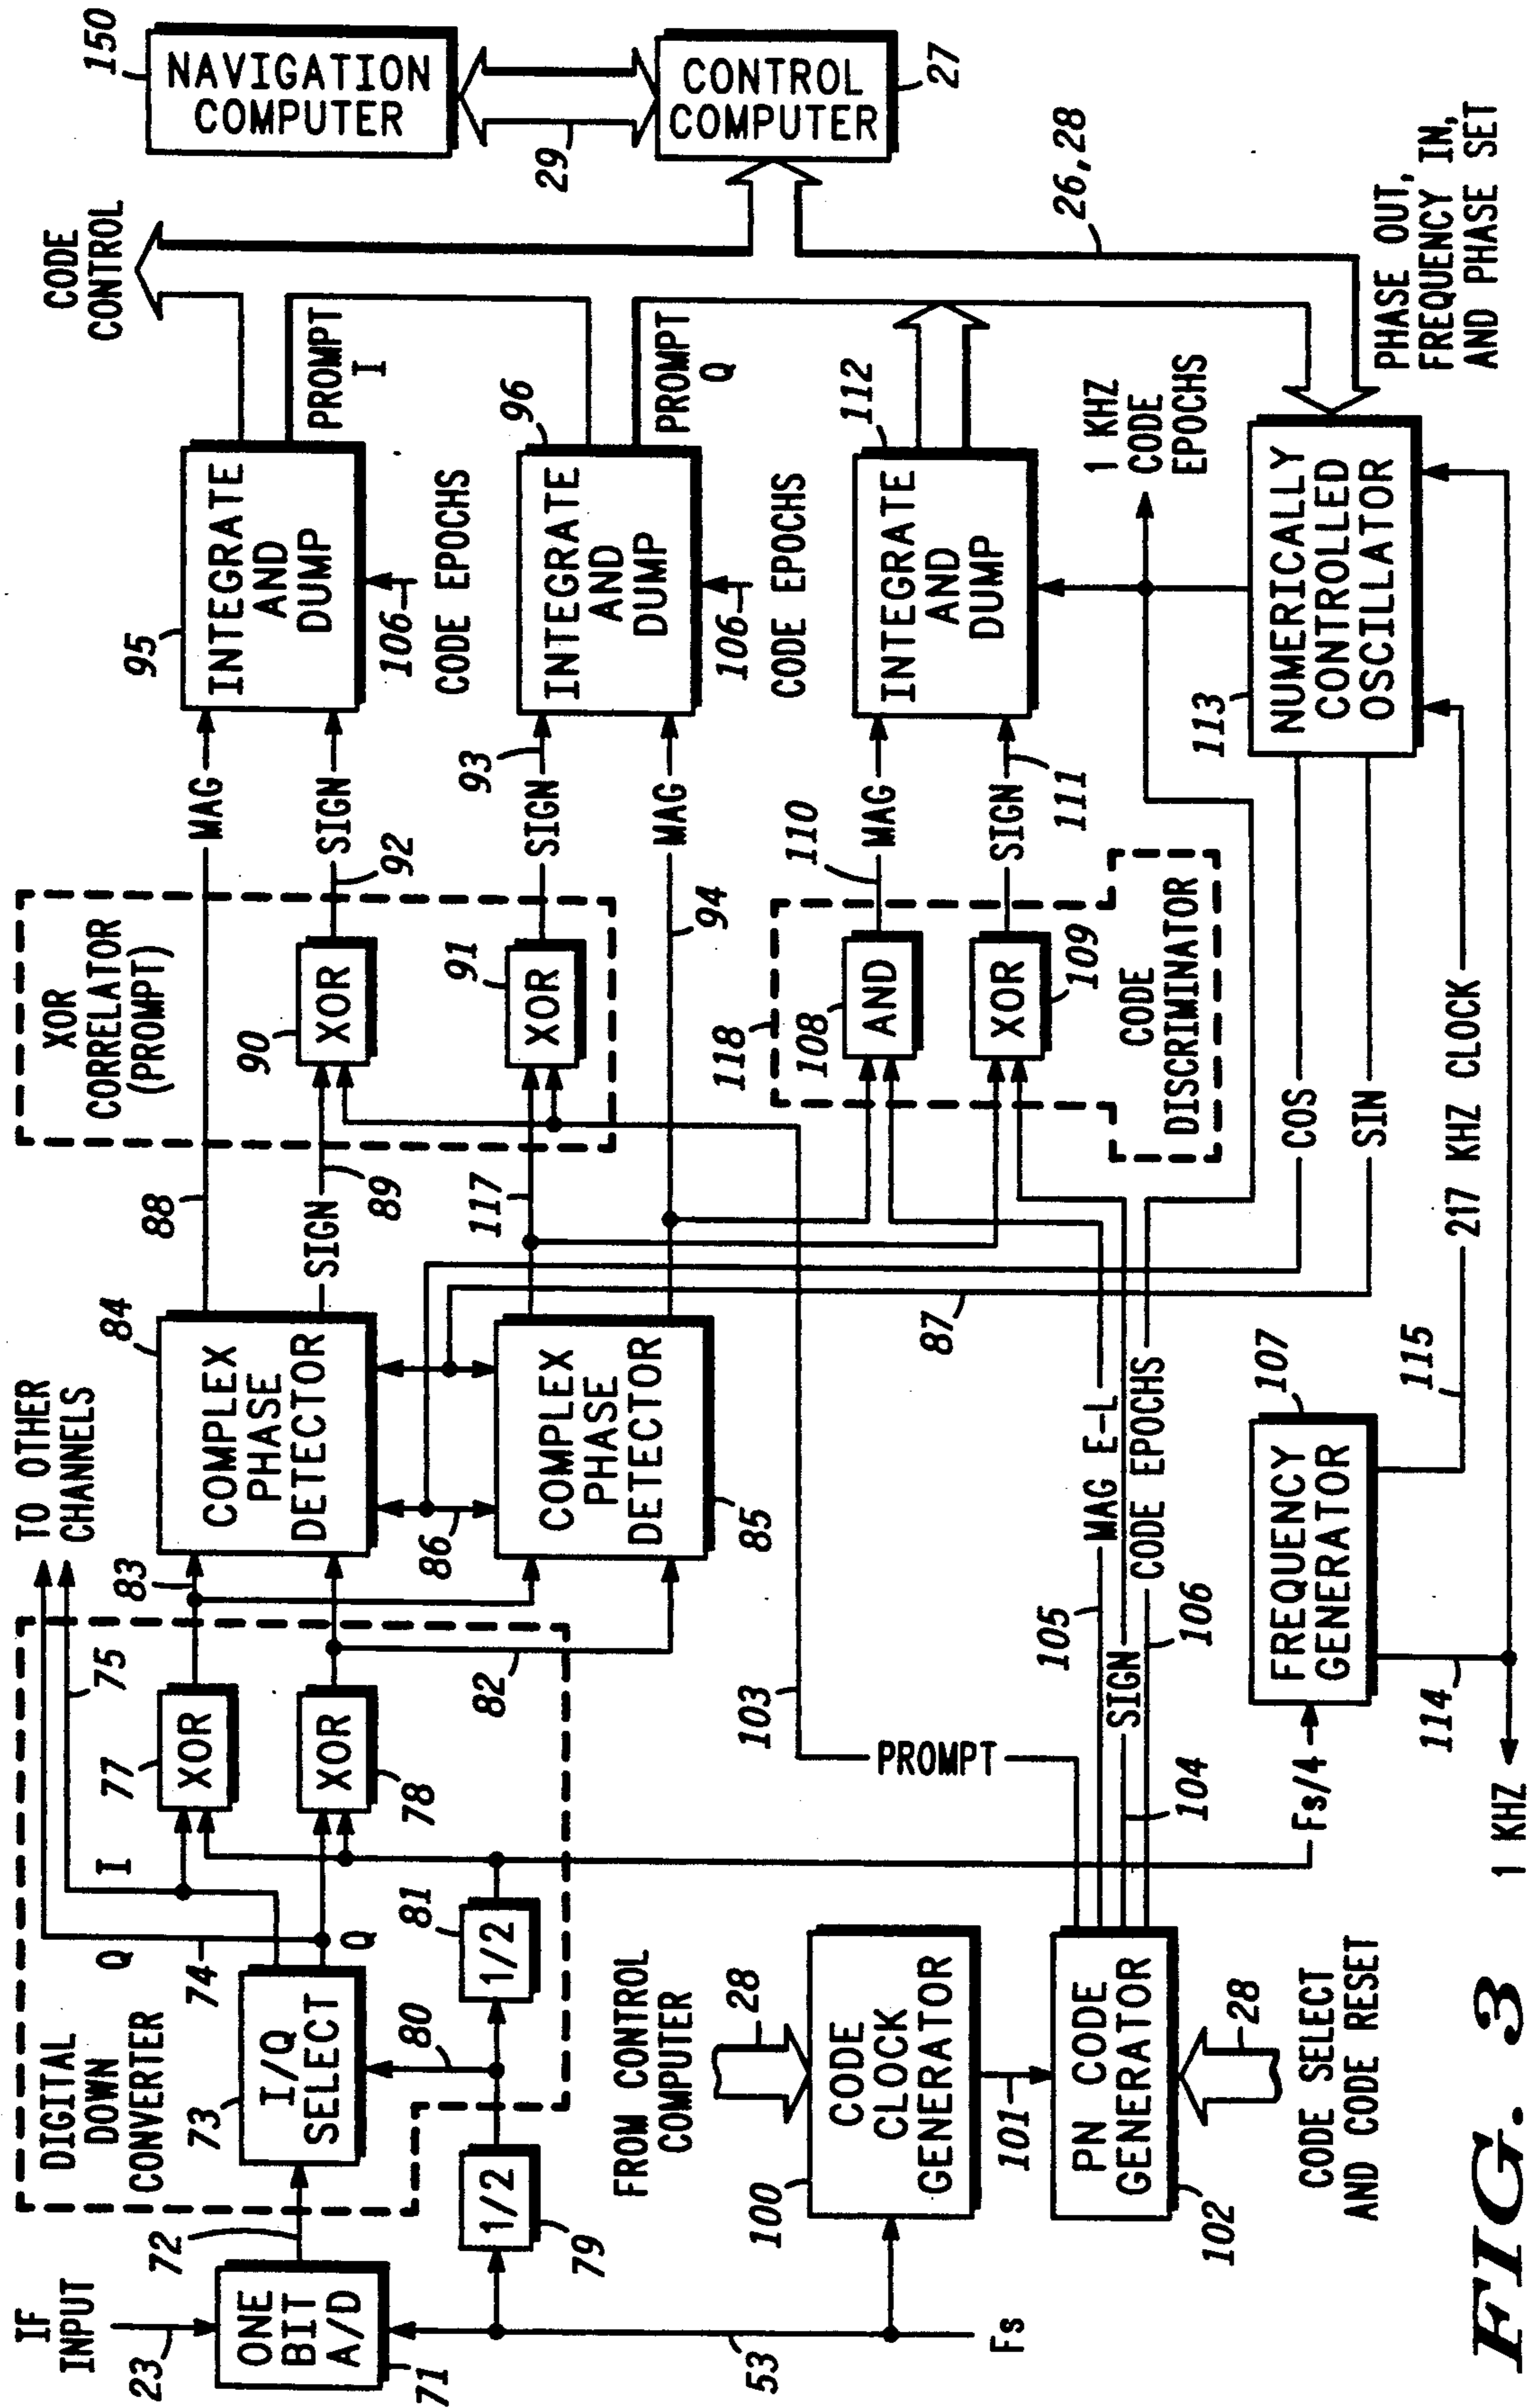 IF
INPUT
23
ONE
BIT
A/D
71
72
DIGITAL
DOWN
CONVERTER
73
I/Q
SELECT
74
Q
I
Q
75
TO OTHER
CHANNELS
77
XOR
XOR
78
1/2
79
80
1/2
81
82
83
84
COMPLEX
PHASE
DETECTOR
86
COMPLEX
PHASE
DETECTOR
85
87
88
SIGN
89
117
XOR
CORRELATOR
(PROMPT)
90
XOR
91
XOR
MAG
SIGN
92
93
SIGN
MAG
94
95
INTEGRATE
AND
DUMP
106
CODE EPOCHS
PROMPT
I
96
INTEGRATE
AND
DUMP
106
CODE EPOCHS
PROMPT
Q
CODE
CONTROL
150
NAVIGATION
COMPUTER
29
CONTROL
COMPUTER
27
26,28
53
Fs
FROM CONTROL
COMPUTER
28
100
CODE
CLOCK
GENERATOR
101
PN CODE
GENERATOR
102
28
CODE SELECT
AND CODE RESET
PROMPT
103
105
MAG E-L
SIGN
104
CODE EPOCHS
106
118
108
AND
XOR
109
CODE
DISCRIMINATOR
110
MAG
SIGN
111
112
INTEGRATE
AND
DUMP
1 KHZ
CODE
EPOCHS
113
NUMERICALLY
CONTROLLED
OSCILLATOR
COS
SIN
PHASE OUT,
FREQUENCY IN,
AND PHASE SET
Fs/4
107
FREQUENCY
GENERATOR
114
115
217 KHZ CLOCK
1 KHZ
FIG. 3